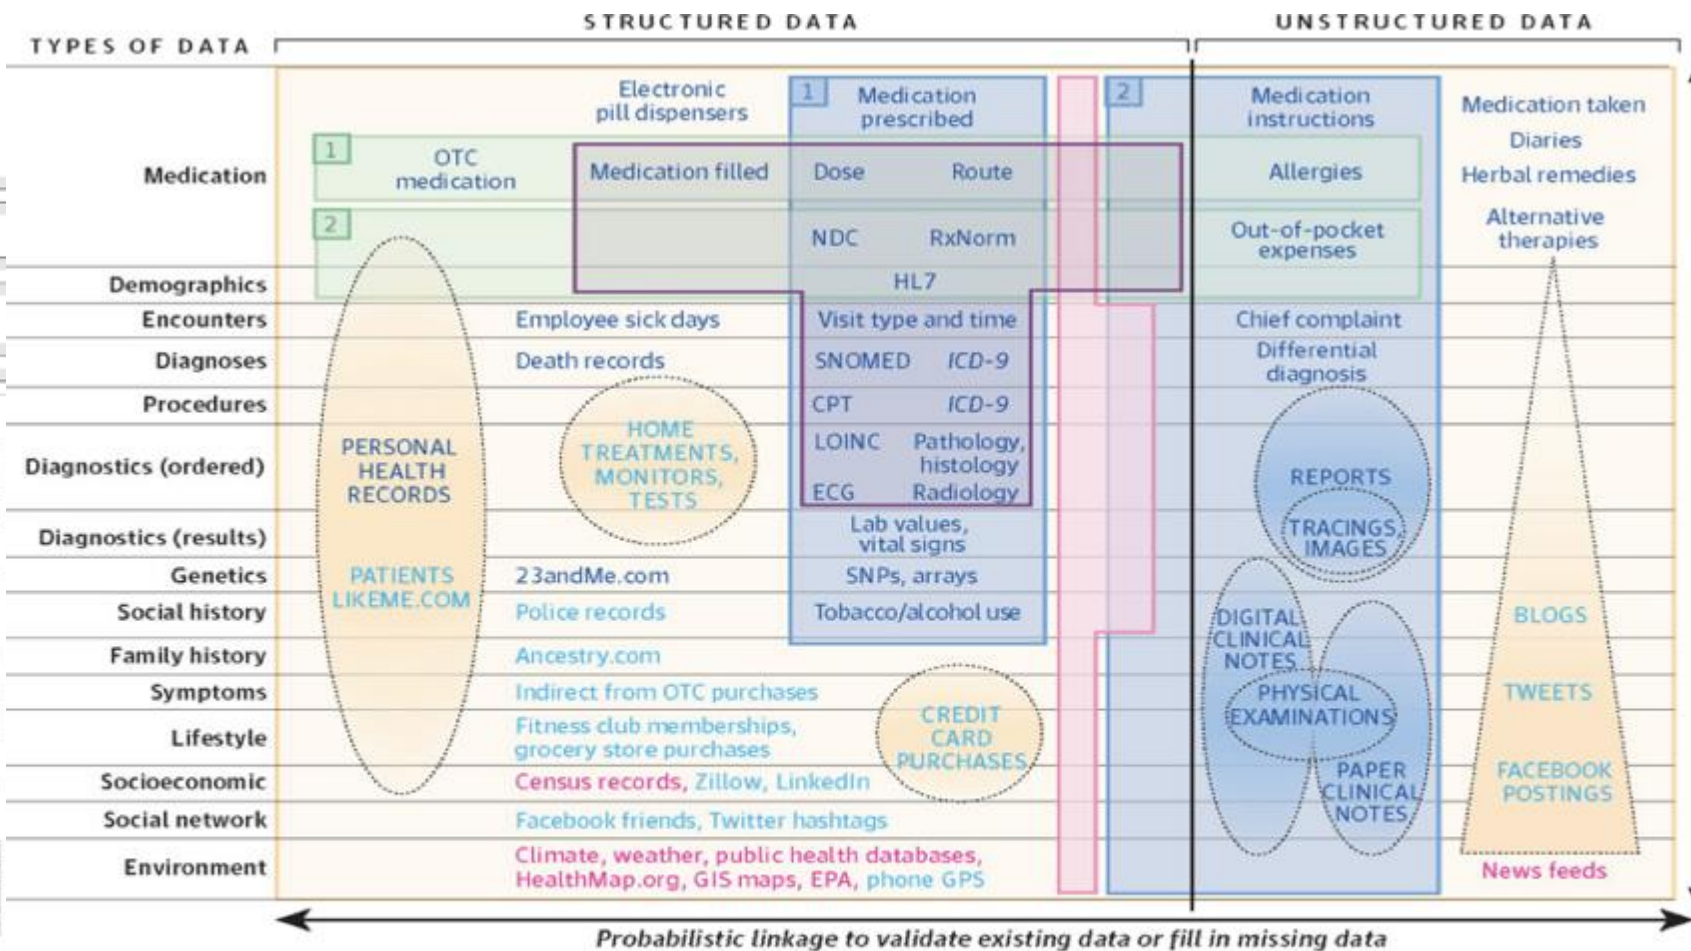 STRUCTURED DATA
UNSTRUCTURED DATA
TYPES OF DATA
Medication
Electronic
pill dispensers
1
Medication
prescribed
2
Medication
instructions
Medication taken
Diaries
Herbal remedies
Alternative
therapies
1
OTC
medication
Medication filled
Dose
Route
Allergies
2
NDC
RxNorm
Out-of-pocket
expenses
Demographics
HL7
Encounters
Employee sick days
Visit type and time
Chief complaint
Diagnoses
Death records
SNOMED
ICD-9
Differential
diagnosis
Procedures
CPT
ICD-9
Diagnostics (ordered)
PERSONAL
HEALTH
RECORDS
HOME
TREATMENTS,
MONITORS,
TESTS
LOINC
Pathology,
histology
ECG
Radiology
REPORTS
Diagnostics (results)
Lab values,
vital signs
TRACINGS,
IMAGES
Genetics
PATIENTS
LIKEME.COM
23andMe.com
SNPs, arrays
Social history
Police records
Tobacco/alcohol use
DIGITAL
CLINICAL
NOTES
BLOGS
Family history
Ancestry.com
Symptoms
Indirect from OTC purchases
PHYSICAL
EXAMINATIONS
TWEETS
Lifestyle
Fitness club memberships,
grocery store purchases
CREDIT
CARD
PURCHASES
Socioeconomic
Census records, Zillow, LinkedIn
PAPER
CLINICAL
NOTES
FACEBOOK
POSTINGS
Social network
Facebook friends, Twitter hashtags
Environment
Climate, weather, public health databases,
HealthMap.org, GIS maps, EPA, phone GPS
News feeds
Probabilistic linkage to validate existing data or fill in missing data